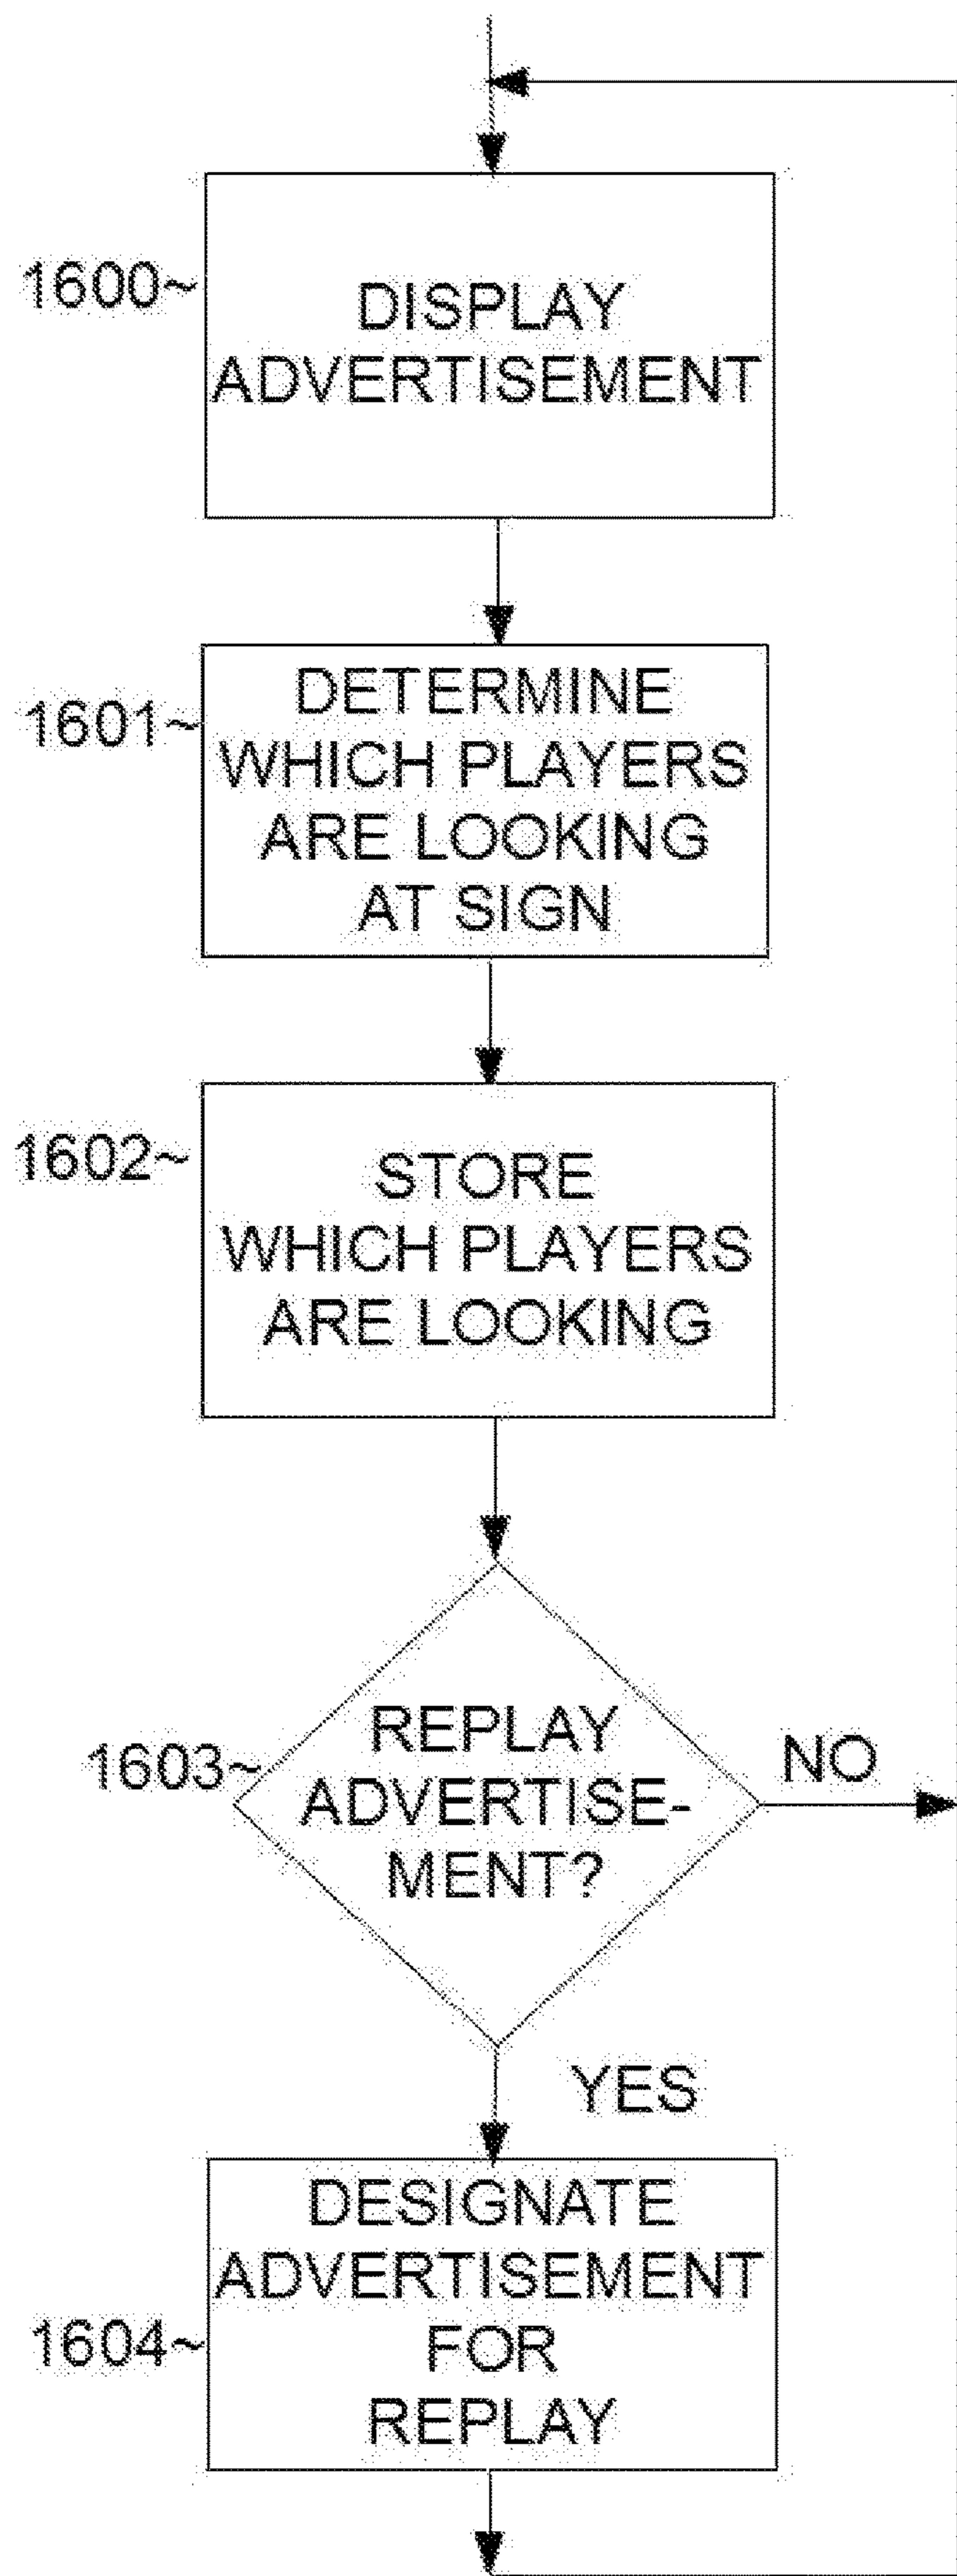 1600~
DISPLAY
ADVERTISEMENT
1601~
DETERMINE
WHICH PLAYERS
ARE LOOKING
AT SIGN
1602~
STORE
WHICH PLAYERS
ARE LOOKING
1603~
REPLAY
ADVERTISE-
MENT?
NO
YES
DESIGNATE
ADVERTISEMENT
1604~
FOR
REPLAY